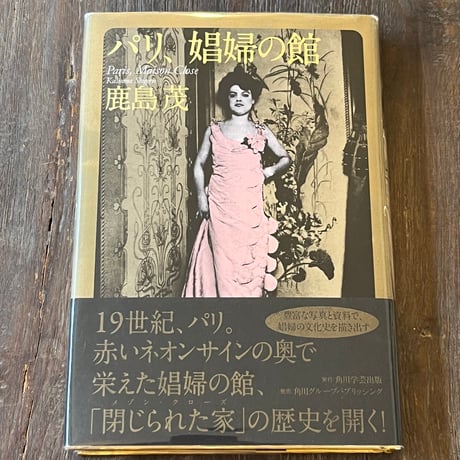 パリ、娼婦の館
Paris, Maison Close
Kashima Shigeru
鹿島 茂
豊富な写真と資料で、
娼婦の文化史を描き出す
19世紀、パリ。
赤いネオンサインの奥で
栄えた娼婦の館、
メゾン・クローズ
「閉じられた家」の歴史を開く!
発行：角川学芸出版
発売：角川グループパブリッシング